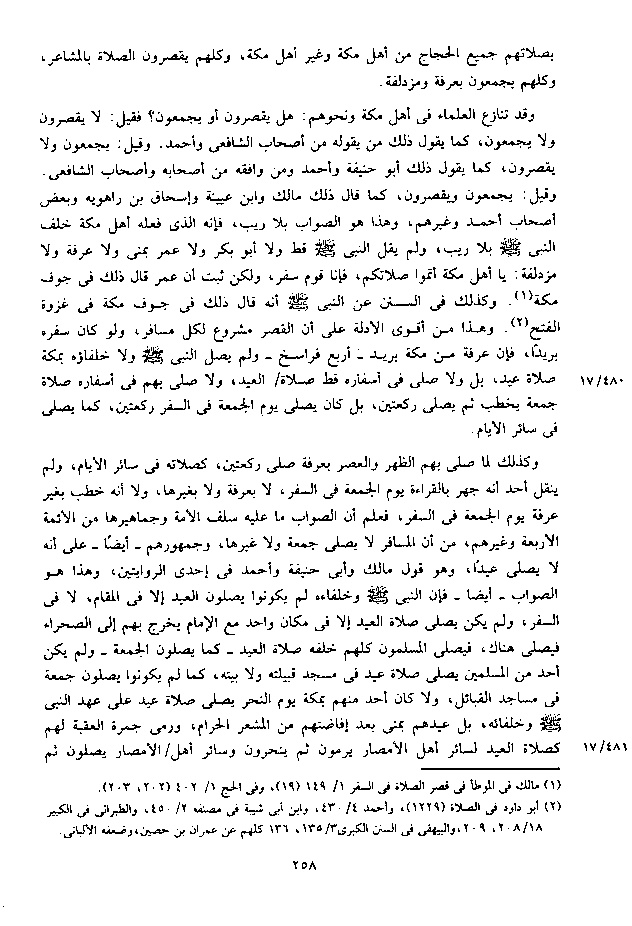 بصلاتهم جميع الحجاج من أهل مكة وغير أهل مكة، وكلهم يقصرون الصلاة بالمشاعر،
وكلهم يجمعون بعرفة ومزدلفة.
وقد تنازع العلماء فى أهل مكة ونحوهم: هل يقصرون أو يجمعون؟ فقيل: لا يقصرون
ولا يجمعون، كما يقول ذلك من يقوله من أصحاب الشافعى وأحمد. وقيل: يجمعون ولا
يقصرون، كما يقول ذلك أبو حنيفة وأحمد ومن وافقه من أصحابه وأصحاب الشافعى.
وقيل: يجمعون ويقصرون، كما قال ذلك مالك وابن عيينة وإسحاق بن راهويه وبعض
أصحاب أحمد وغيرهم، وهذا هو الصواب بلا ريب، فإنه الذى فعله أهل مكة خلف
النبى ﷺ بلا ريب، ولم يقل النبى ﷺ قط ولا أبو بكر ولا عمر بمنى ولا عرفة ولا
مزدلفة: يا أهل مكة أتموا صلاتكم، فإنا قوم سفر، ولكن ثبت أن عمر قال ذلك فى جوف
مكة(١). وكذلك فى السنن عن النبى ﷺ أنه قال ذلك فى جوف مكة فى غزوة
الفتح(٢). وهذا من أقوى الأدلة على أن القصر مشروع لكل مسافر، ولو كان سفره
بريدًا، فإن عرفة من مكة بريد ـ أربع فراسخ ـ ولم يصل النبى ﷺ ولا خلفاؤه بمكة
صلاة عيد، بل ولا صلى فى أسفاره قط صلاة/ العيد، ولا صلى بهم فى أسفاره صلاة
١٧/٤٨٠
جمعة يخطب ثم يصلى ركعتين، بل كان يصلى يوم الجمعة فى السفر ركعتين، كما يصلى
فى سائر الأيام.
وكذلك لما صلى بهم الظهر والعصر بعرفة صلى ركعتين، كصلاته فى سائر الأيام، ولم
ينقل أحد أنه جهر بالقراءة يوم الجمعة فى السفر، لا بعرفة ولا بغيرها، ولا أنه خطب بغير
عرفة يوم الجمعة فى السفر، فعلم أن الصواب ما عليه سلف الأمة وجماهيرها من الأئمة
الأربعة وغيرهم، من أن المسافر لا يصلى جمعة ولا غيرها، وجمهورهم ـ أيضًا ـ على أنه
لا يصلى عيدًا، وهو قول مالك وأبى حنيفة وأحمد فى إحدى الروايتين، وهذا هو
الصواب ـ أيضا ـ فإن النبى ﷺ وخلفاءه لم يكونوا يصلون العيد إلا فى المقام، لا فى
السفر، ولم يكن يصلى صلاة العيد إلا فى مكان واحد مع الإمام يخرج بهم إلى الصحراء
فيصلى هناك، فيصلى المسلمون كلهم خلفه صلاة العيد ـ كما يصلون الجمعة ـ ولم يكن
أحد من المسلمين يصلى صلاة عيد فى مسجد قبيلته ولا بيته، كما لم يكونوا يصلون جمعة
فى مساجد القبائل، ولا كان أحد منهم بمكة يوم النحر يصلى صلاة عيد على عهد النبى
ﷺ وخلفائه، بل عيدهم بمنى بعد إفاضتهم من المشعر الحرام، ورمى جمرة العقبة لهم
كصلاة العيد لسائر أهل الأمصار يرمون ثم ينحرون وسائر أهل/الأمصار يصلون ثم
١٧/٤٨١
(١) مالك فى الموطأ فى قصر الصلاة فى السفر ١/ ١٤٩ (١٩)، وفى الحج ١/ ٤٠٢ (٢٠٢، ٢٠٣).
(٢) أبو داود فى الصلاة (١٢٢٩)، وأحمد ٤/ ٤٣٠، وابن أبى شيبة فى مصنفه ٢/ ٤٥٠، والطبرانى فى الكبير
١٨/ ٢٠٨، ٢٠٩، والبيهقى فى السنن الكبرى٣/ ١٣٥، ١٣٦ كلهم عن عمران بن حصين، وضعفه الألبانى.
٢٥٨